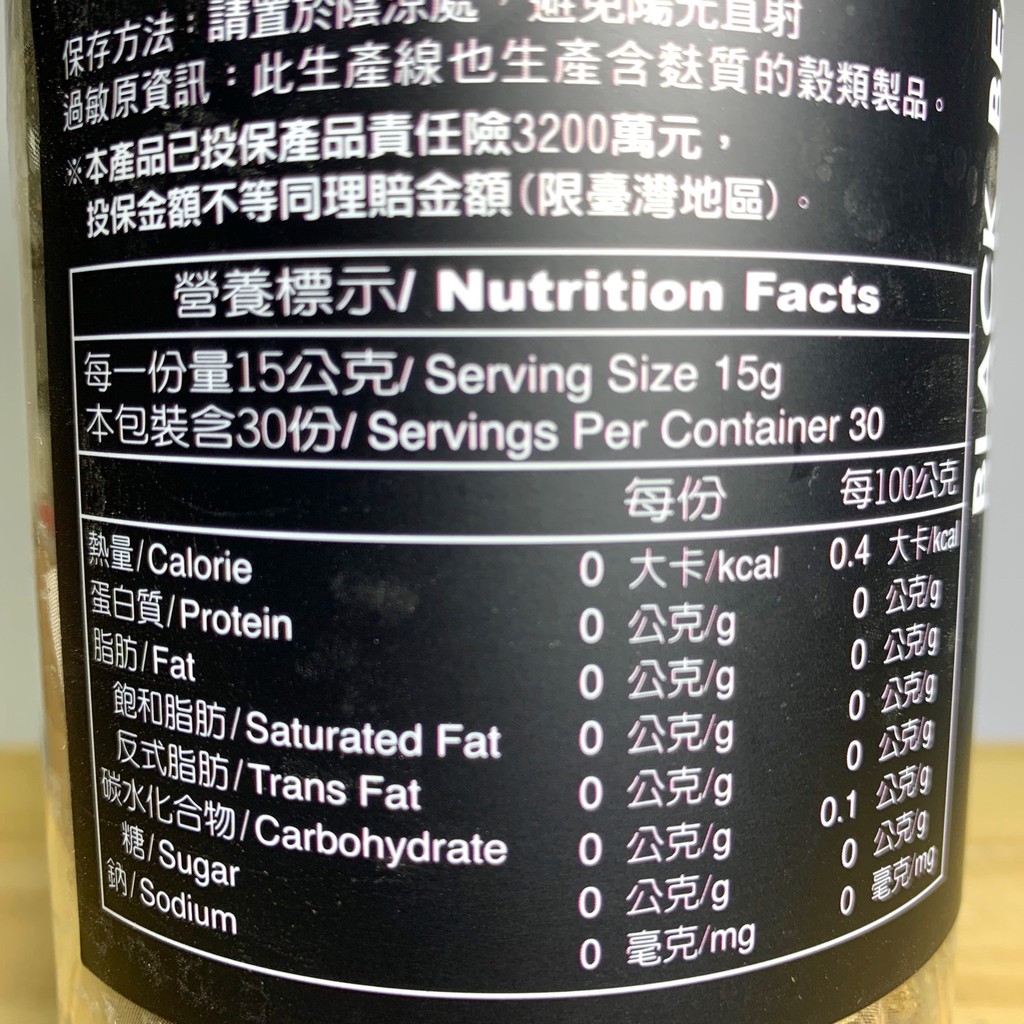 保存方法：請置於陰涼處，避免陽光直射
過敏原資訊：此生產線也生產含麩質的穀類製品。
※本產品已投保產品責任險3200萬元，
投保金額不等同理賠金額(限臺灣地區)。
營養標示/ Nutrition Facts
每一份量15公克/ Serving Size 15g
本包裝含30份/ Servings Per Container 30
每份 每100公克
熱量/Calorie 0 大卡/kcal 0.4 大卡/kcal
蛋白質/Protein 0 公克/g 0 公克/g
脂肪/Fat 0 公克/g 0 公克/g
飽和脂肪/Saturated Fat 0 公克/g 0 公克/g
反式脂肪/Trans Fat 0 公克/g 0 公克/g
碳水化合物/Carbohydrate 0 公克/g 0.1 公克/g
糖/Sugar 0 公克/g 0 公克/g
鈉/Sodium 0 毫克/mg 0 毫克/mg
BLACK BE